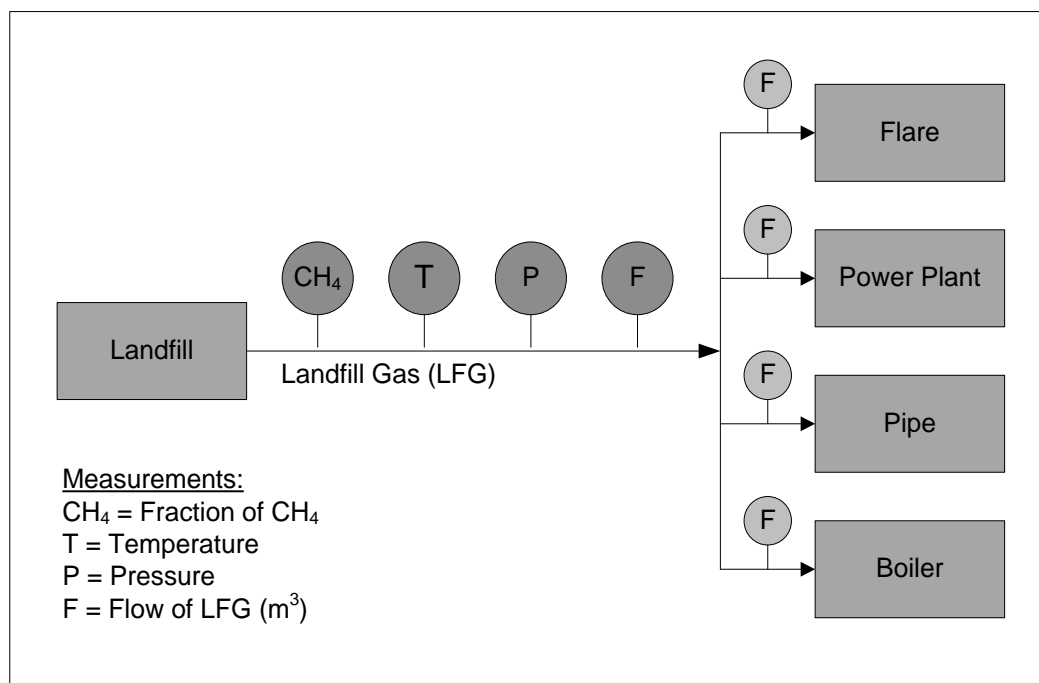 F
Flare
F
Power Plant
CH₄
T
P
F
Landfill
Landfill Gas (LFG)
F
Pipe
F
Boiler
Measurements:
CH₄ = Fraction of CH₄
T = Temperature
P = Pressure
F = Flow of LFG (m³)